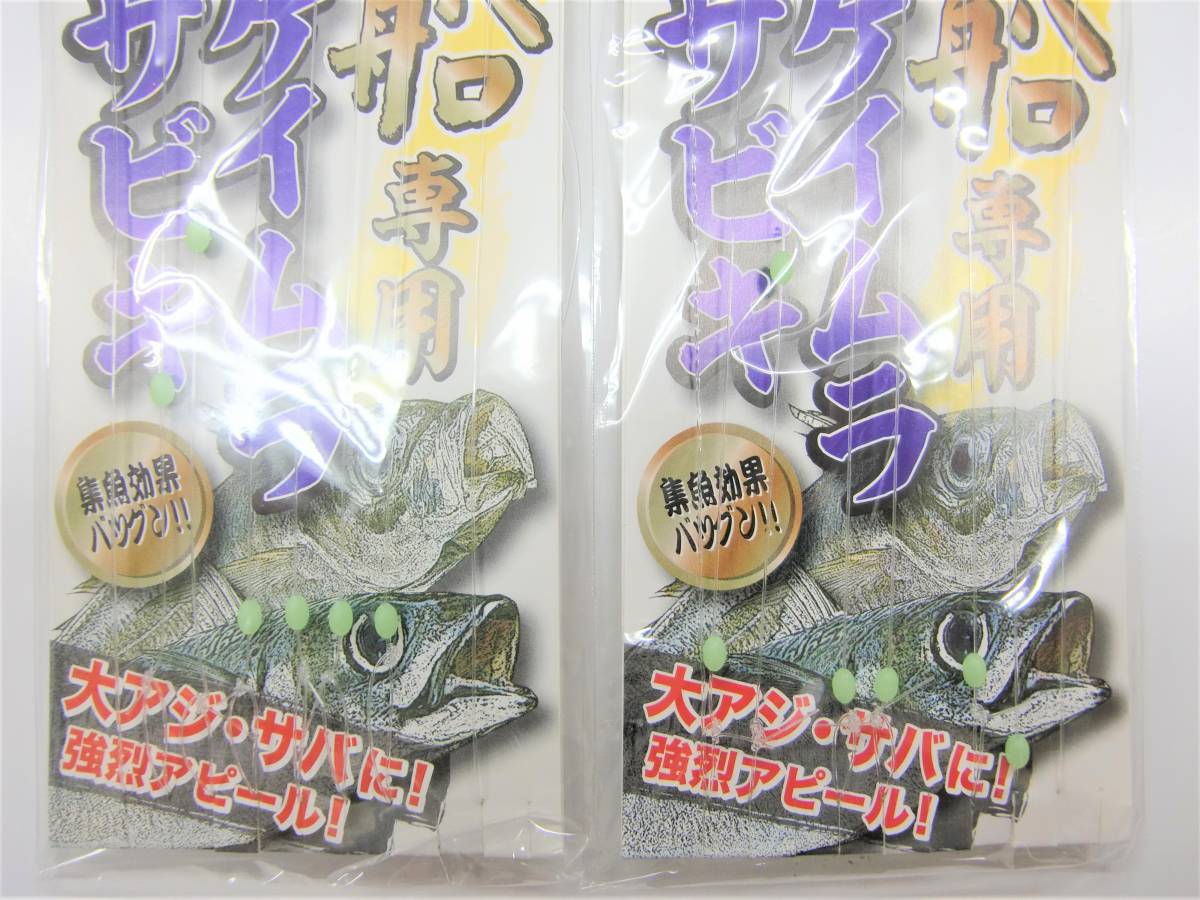 船専用
ケイムラ
サビキ
集魚効果
バツグン!!
大アジ・サバに!
強烈アピール!
船専用
ケイムラ
サビキ
集魚効果
バツグン!!
大アジ・サバに!
強烈アピール!